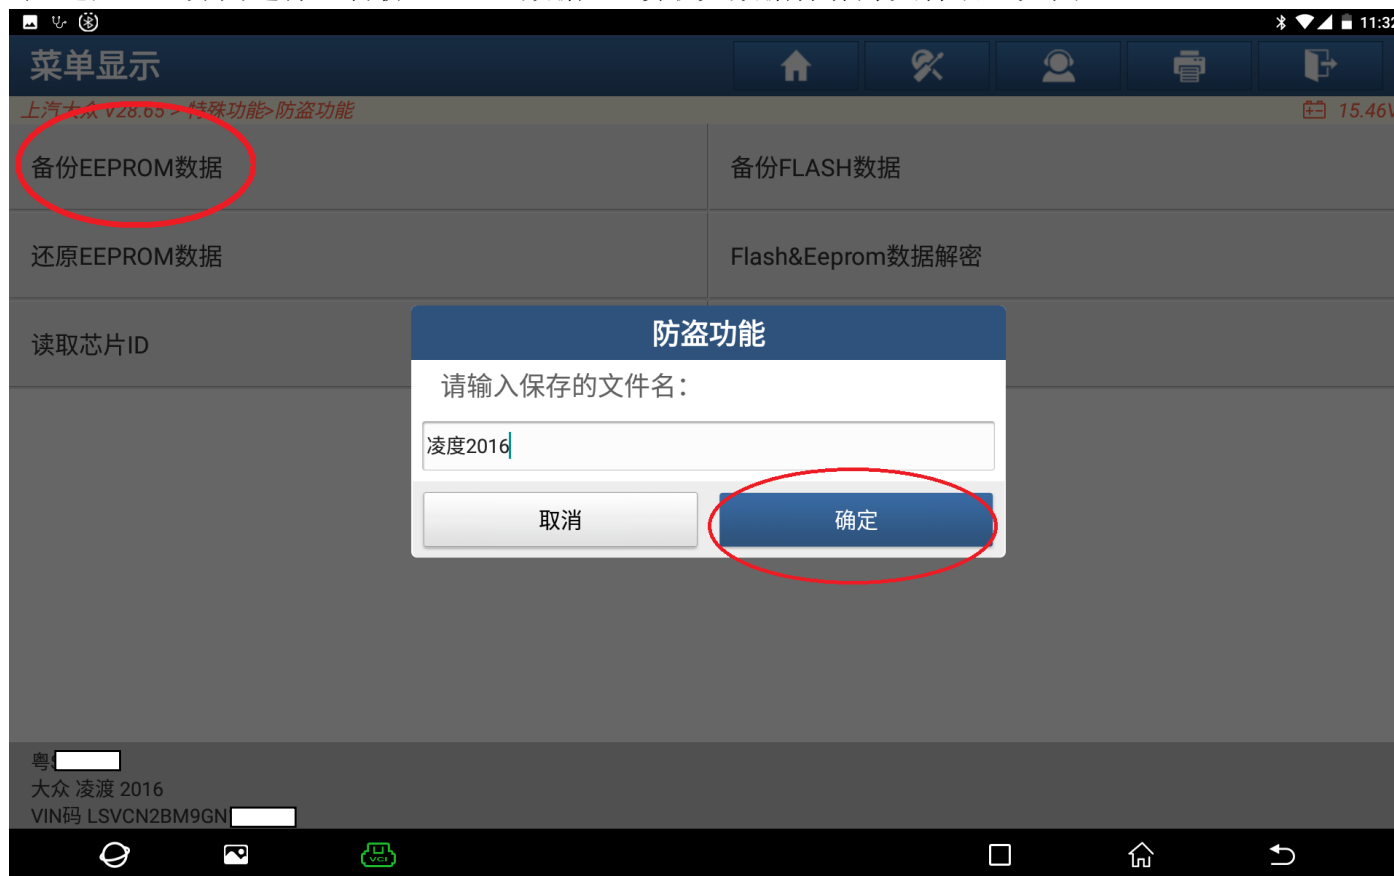 11:32
菜单显示
上汽大众 V28.65 > 特殊功能>防盗功能
15.46V
备份EEPROM数据
备份FLASH数据
还原EEPROM数据
Flash&Eeprom数据解密
读取芯片ID
防盗功能
请输入保存的文件名：
凌度2016
取消
确定
粤
大众 凌渡 2016
VIN码 LSVCN2BM9GN
VCI